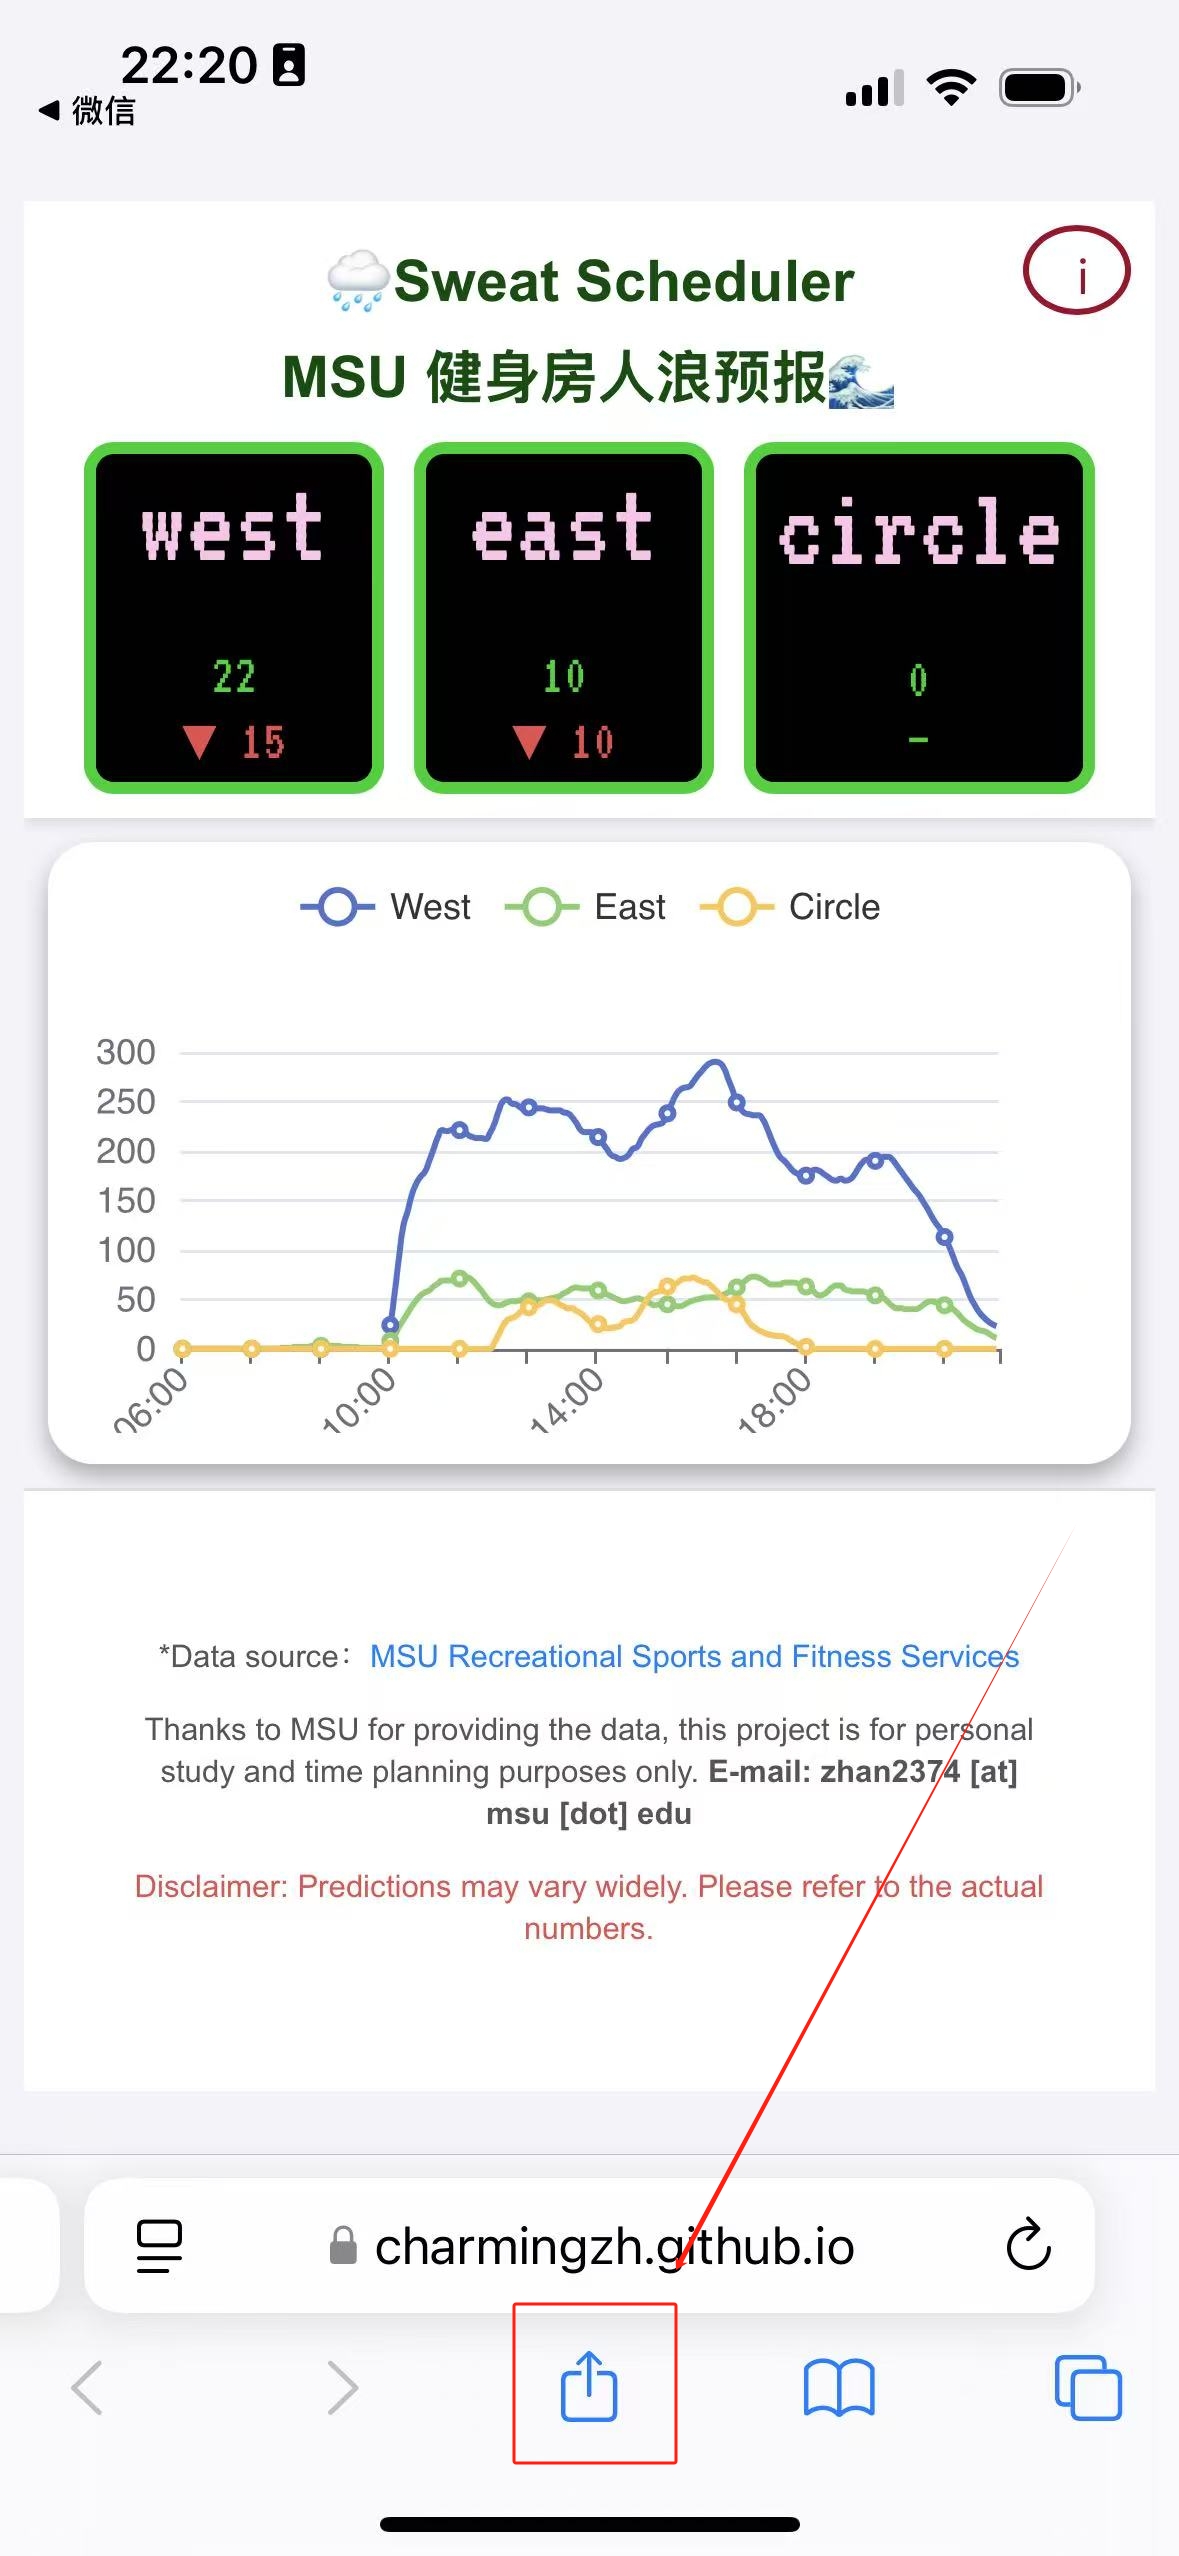 22:20
微信
Sweat Scheduler
i
MSU 健身房人浪预报
west
east
circle
22
10
0
▼ 15
▼ 10
–
West
East
Circle
300
250
200
150
100
50
0
06:00
10:00
14:00
18:00
*Data source：MSU Recreational Sports and Fitness Services
Thanks to MSU for providing the data, this project is for personal
study and time planning purposes only. E-mail: zhan2374 [at]
msu [dot] edu
Disclaimer: Predictions may vary widely. Please refer to the actual
numbers.
charmingzh.github.io